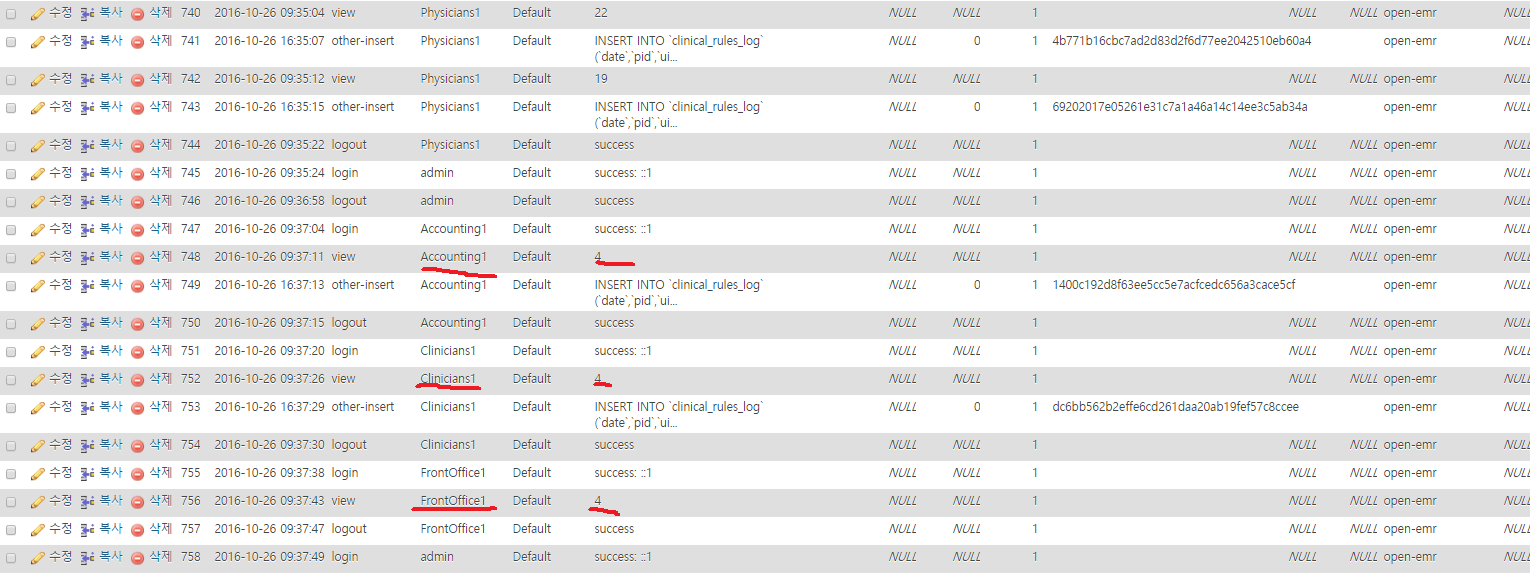 수정 복사 삭제 740 2016-10-26 09:35:04 view Physicians1 Default 22 NULL NULL 1 NULL NULL open-emr NULL
수정 복사 삭제 741 2016-10-26 16:35:07 other-insert Physicians1 Default INSERT INTO `clinical_rules_log` NULL 0 1 4b771b16cbc7ad2d83d2f6d77ee2042510eb60a4 open-emr NULL
(`date`,`pid`,`ui...
수정 복사 삭제 742 2016-10-26 09:35:12 view Physicians1 Default 19 NULL NULL 1 NULL NULL open-emr NULL
수정 복사 삭제 743 2016-10-26 16:35:15 other-insert Physicians1 Default INSERT INTO `clinical_rules_log` NULL 0 1 69202017e05261e31c7a1a46a14c14ee3c5ab34a open-emr NULL
(`date`,`pid`,`ui...
수정 복사 삭제 744 2016-10-26 09:35:22 logout Physicians1 Default success NULL NULL 1 NULL NULL open-emr NULL
수정 복사 삭제 745 2016-10-26 09:35:24 login admin Default success: ::1 NULL NULL 1 NULL NULL open-emr NULL
수정 복사 삭제 746 2016-10-26 09:36:58 logout admin Default success NULL NULL 1 NULL NULL open-emr NULL
수정 복사 삭제 747 2016-10-26 09:37:04 login Accounting1 Default success: ::1 NULL NULL 1 NULL NULL open-emr NULL
수정 복사 삭제 748 2016-10-26 09:37:11 view Accounting1 Default 4 NULL NULL 1 NULL NULL open-emr NULL
수정 복사 삭제 749 2016-10-26 16:37:13 other-insert Accounting1 Default INSERT INTO `clinical_rules_log` NULL 0 1 1400c192d8f63ee5cc5e7acfcedc656a3cace5cf open-emr NULL
(`date`,`pid`,`ui...
수정 복사 삭제 750 2016-10-26 09:37:15 logout Accounting1 Default success NULL NULL 1 NULL NULL open-emr NULL
수정 복사 삭제 751 2016-10-26 09:37:20 login Clinicians1 Default success: ::1 NULL NULL 1 NULL NULL open-emr NULL
수정 복사 삭제 752 2016-10-26 09:37:26 view Clinicians1 Default 4 NULL NULL 1 NULL NULL open-emr NULL
수정 복사 삭제 753 2016-10-26 16:37:29 other-insert Clinicians1 Default INSERT INTO `clinical_rules_log` NULL 0 1 dc6bb562b2effe6cd261daa20ab19fef57c8ccee open-emr NULL
(`date`,`pid`,`ui...
수정 복사 삭제 754 2016-10-26 09:37:30 logout Clinicians1 Default success NULL NULL 1 NULL NULL open-emr NULL
수정 복사 삭제 755 2016-10-26 09:37:38 login FrontOffice1 Default success: ::1 NULL NULL 1 NULL NULL open-emr NULL
수정 복사 삭제 756 2016-10-26 09:37:43 view FrontOffice1 Default 4 NULL NULL 1 NULL NULL open-emr NULL
수정 복사 삭제 757 2016-10-26 09:37:47 logout FrontOffice1 Default success NULL NULL 1 NULL NULL open-emr NULL
수정 복사 삭제 758 2016-10-26 09:37:49 login admin Default success: ::1 NULL NULL 1 NULL NULL open-emr NULL